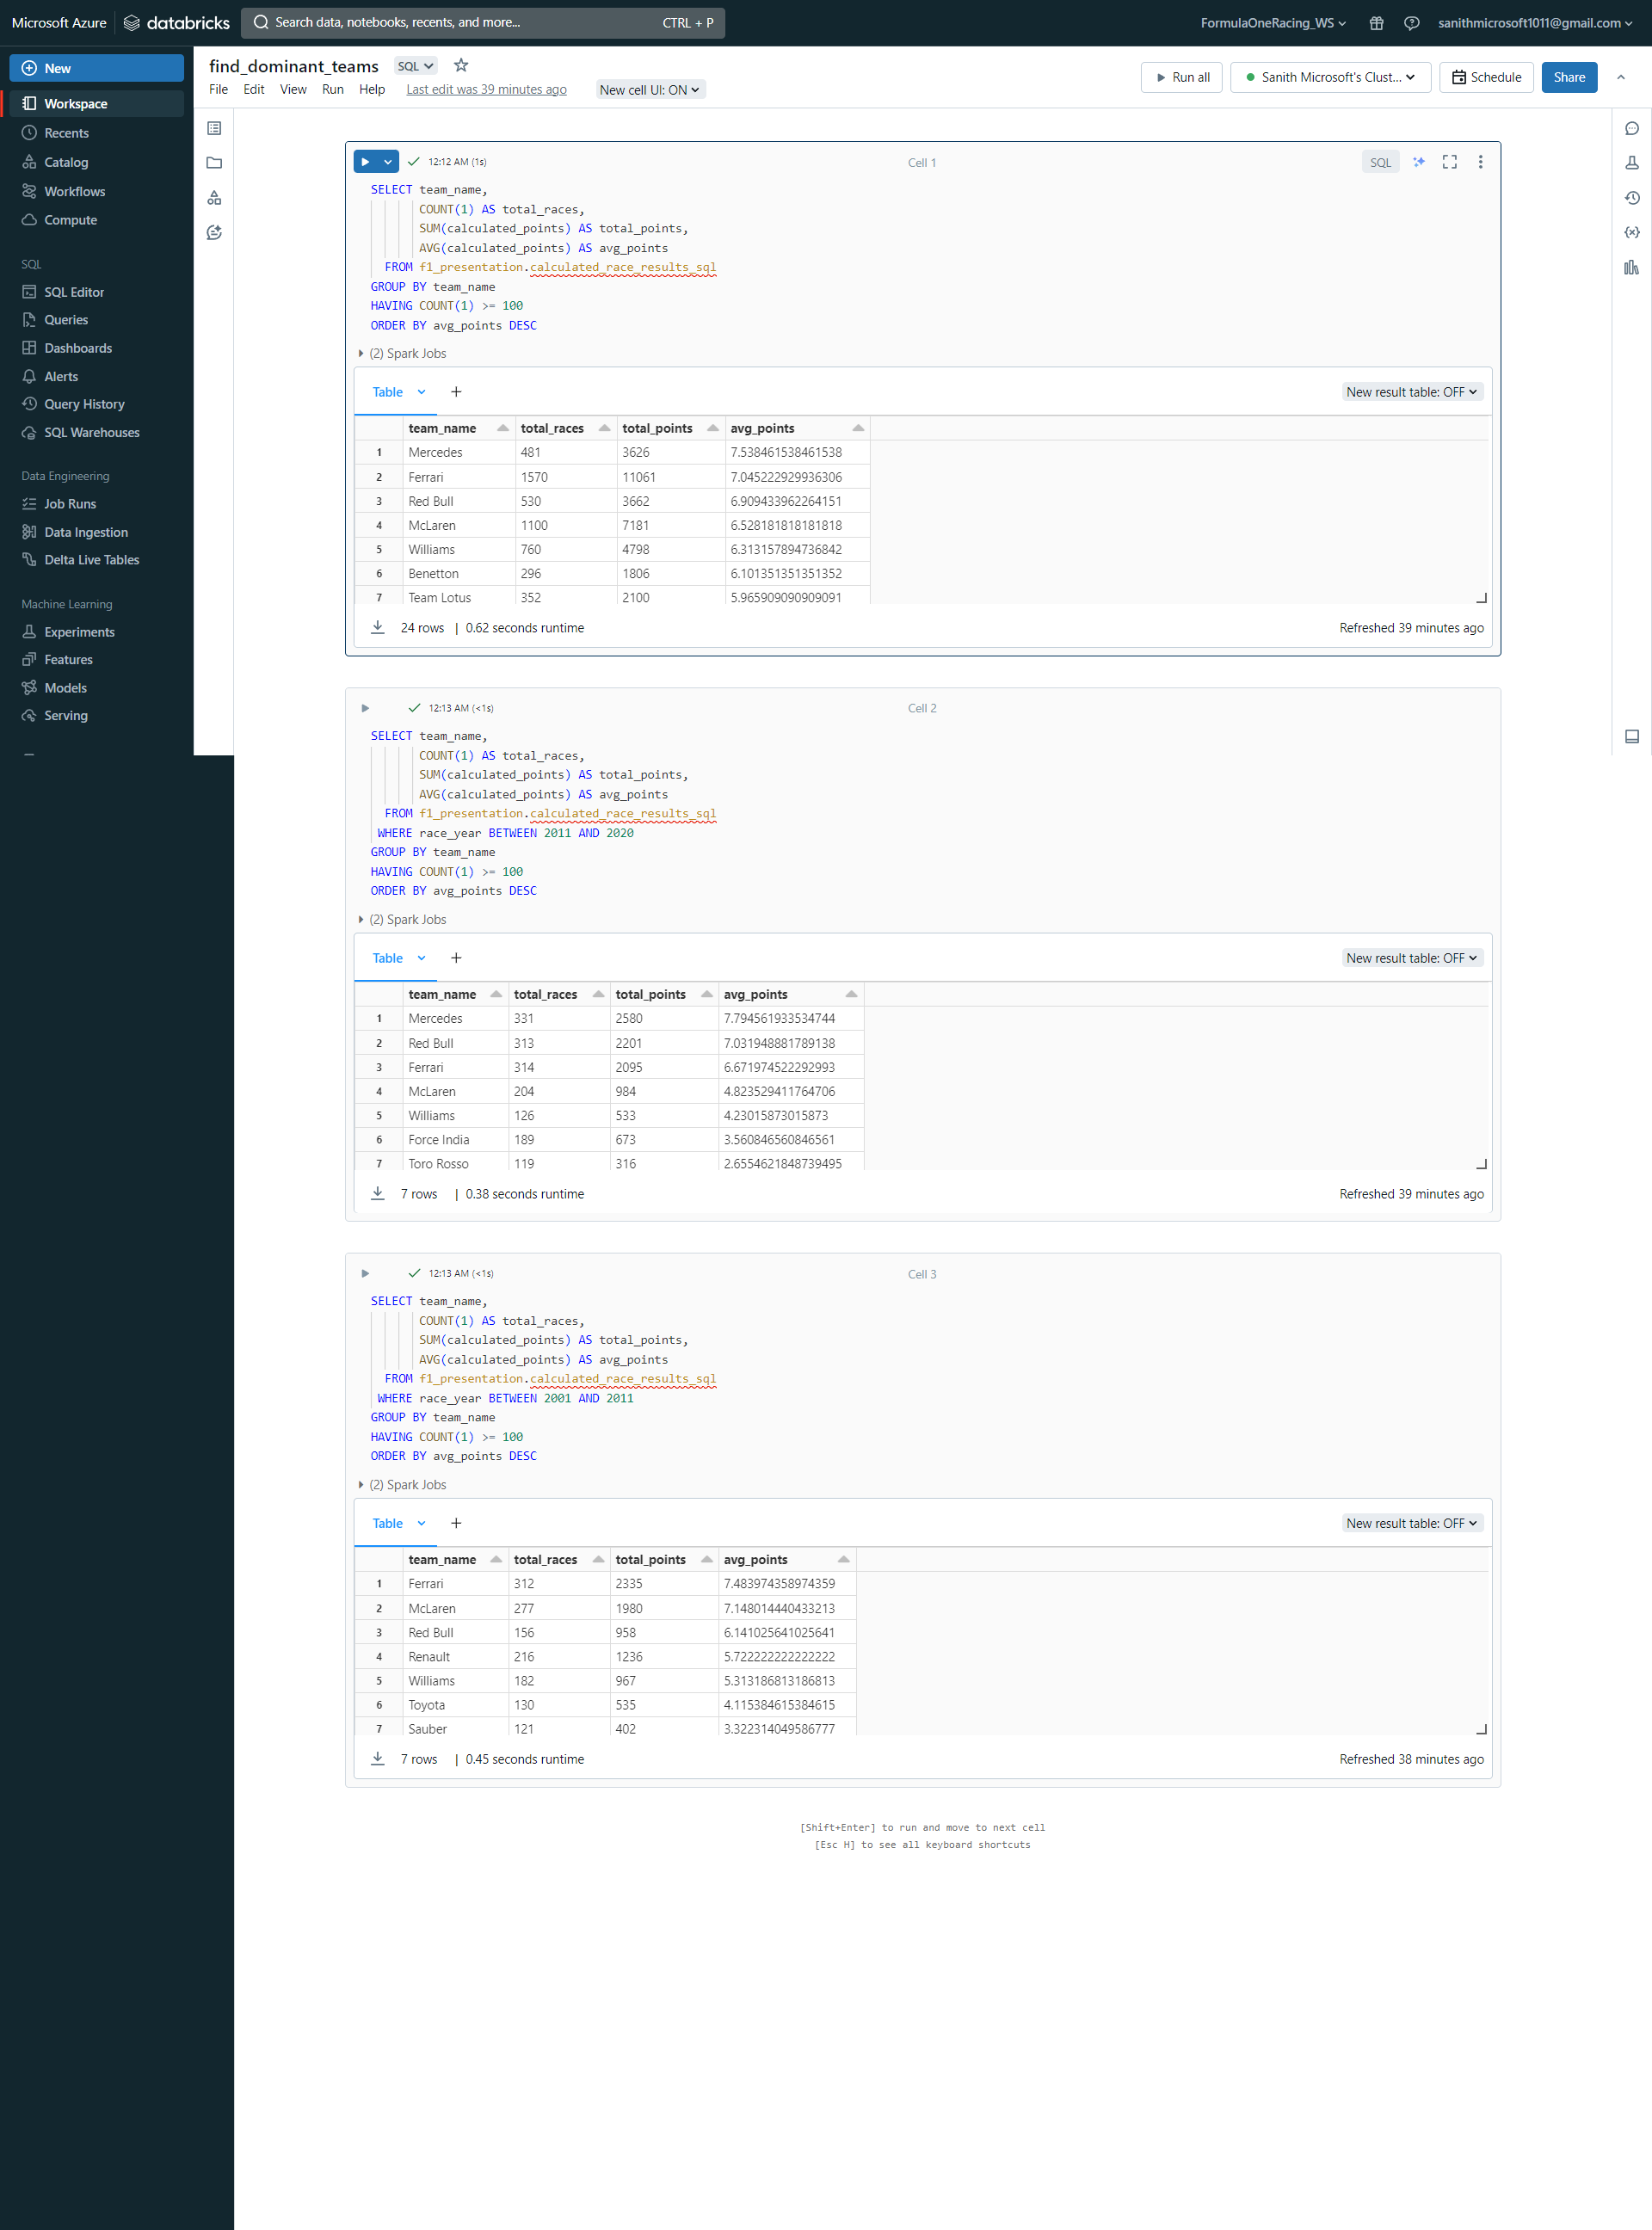 Microsoft Azure databricks Search data, notebooks, recents, and more... CTRL + P FormulaOneRacing_WS sanithmicrosoft1011@gmail.com
New
Workspace
Recents
Catalog
Workflows
Compute
SQL
SQL Editor
Queries
Dashboards
Alerts
Query History
SQL Warehouses
Data Engineering
Job Runs
Data Ingestion
Delta Live Tables
Machine Learning
Experiments
Features
Models
Serving
find_dominant_teams SQL
File Edit View Run Help Last edit was 39 minutes ago New cell UI: ON
Run all Sanith Microsoft's Clust... Schedule Share
12:12 AM (1s) Cell 1 SQL
SELECT team_name,
COUNT(1) AS total_races,
SUM(calculated_points) AS total_points,
AVG(calculated_points) AS avg_points
FROM f1_presentation.calculated_race_results_sql
GROUP BY team_name
HAVING COUNT(1) >= 100
ORDER BY avg_points DESC
(2) Spark Jobs
Table + New result table: OFF
team_name total_races total_points avg_points
1 Mercedes 481 3626 7.538461538461538
2 Ferrari 1570 11061 7.045222929936306
3 Red Bull 530 3662 6.909433962264151
4 McLaren 1100 7181 6.528181818181818
5 Williams 760 4798 6.313157894736842
6 Benetton 296 1806 6.101351351351352
7 Team Lotus 352 2100 5.965909090909091
24 rows | 0.62 seconds runtime Refreshed 39 minutes ago
12:13 AM (<1s) Cell 2
SELECT team_name,
COUNT(1) AS total_races,
SUM(calculated_points) AS total_points,
AVG(calculated_points) AS avg_points
FROM f1_presentation.calculated_race_results_sql
WHERE race_year BETWEEN 2011 AND 2020
GROUP BY team_name
HAVING COUNT(1) >= 100
ORDER BY avg_points DESC
(2) Spark Jobs
Table + New result table: OFF
team_name total_races total_points avg_points
1 Mercedes 331 2580 7.794561933534744
2 Red Bull 313 2201 7.031948881789138
3 Ferrari 314 2095 6.671974522292993
4 McLaren 204 984 4.823529411764706
5 Williams 126 533 4.23015873015873
6 Force India 189 673 3.560846560846561
7 Toro Rosso 119 316 2.6554621848739495
7 rows | 0.38 seconds runtime Refreshed 39 minutes ago
12:13 AM (<1s) Cell 3
SELECT team_name,
COUNT(1) AS total_races,
SUM(calculated_points) AS total_points,
AVG(calculated_points) AS avg_points
FROM f1_presentation.calculated_race_results_sql
WHERE race_year BETWEEN 2001 AND 2011
GROUP BY team_name
HAVING COUNT(1) >= 100
ORDER BY avg_points DESC
(2) Spark Jobs
Table + New result table: OFF
team_name total_races total_points avg_points
1 Ferrari 312 2335 7.483974358974359
2 McLaren 277 1980 7.148014440433213
3 Red Bull 156 958 6.141025641025641
4 Renault 216 1236 5.722222222222222
5 Williams 182 967 5.313186813186813
6 Toyota 130 535 4.115384615384615
7 Sauber 121 402 3.322314049586777
7 rows | 0.45 seconds runtime Refreshed 38 minutes ago
[Shift+Enter] to run and move to next cell
[Esc H] to see all keyboard shortcuts